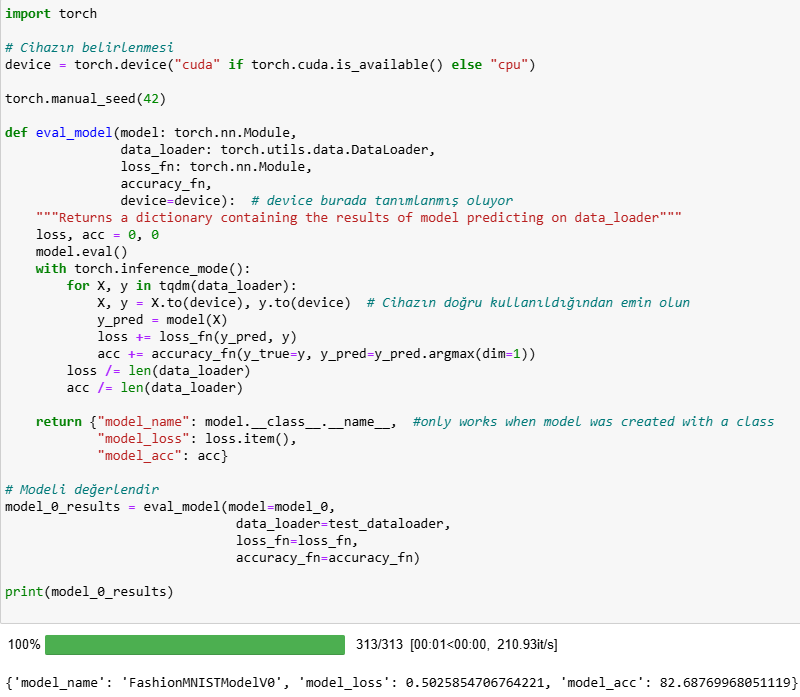 import torch

# Cihazın belirlenmesi
device = torch.device("cuda" if torch.cuda.is_available() else "cpu")

torch.manual_seed(42)

def eval_model(model: torch.nn.Module,
               data_loader: torch.utils.data.DataLoader,
               loss_fn: torch.nn.Module,
               accuracy_fn,
               device=device):  # device burada tanımlanmış oluyor
    """Returns a dictionary containing the results of model predicting on data_loader"""
    loss, acc = 0, 0
    model.eval()
    with torch.inference_mode():
        for X, y in tqdm(data_loader):
            X, y = X.to(device), y.to(device)  # Cihazın doğru kullanıldığından emin olun
            y_pred = model(X)
            loss += loss_fn(y_pred, y)
            acc += accuracy_fn(y_true=y, y_pred=y_pred.argmax(dim=1))
        loss /= len(data_loader)
        acc /= len(data_loader)

    return {"model_name": model.__class__.__name__,  #only works when model was created with a class
            "model_loss": loss.item(),
            "model_acc": acc}

# Modeli değerlendir
model_0_results = eval_model(model=model_0,
                              data_loader=test_dataloader,
                              loss_fn=loss_fn,
                              accuracy_fn=accuracy_fn)

print(model_0_results)

100% 313/313 [00:01<00:00, 210.93it/s]

{'model_name': 'FashionMNISTModelV0', 'model_loss': 0.5025854706764221, 'model_acc': 82.68769968051119}